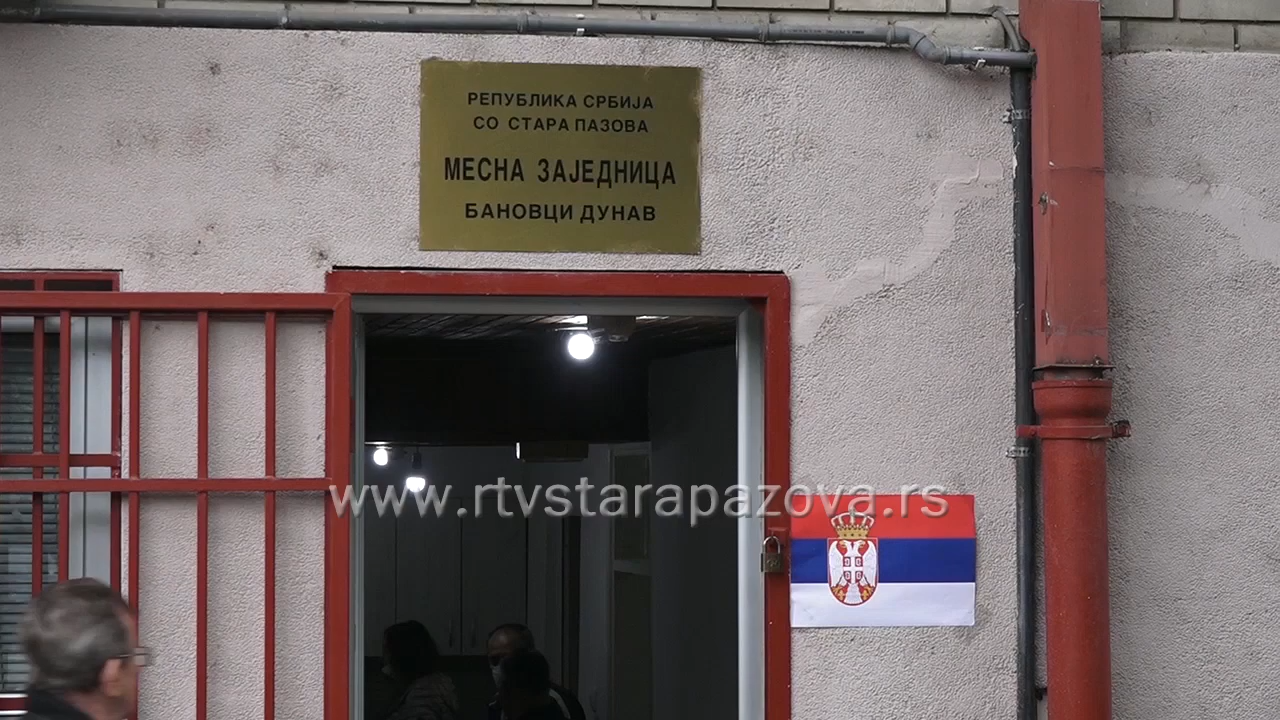 РЕПУБЛИКА СРБИЈА
СО СТАРА ПАЗОВА
МЕСНА ЗАЈЕДНИЦА
БАНОВЦИ ДУНАВ
www.rtvstarapazova.rs